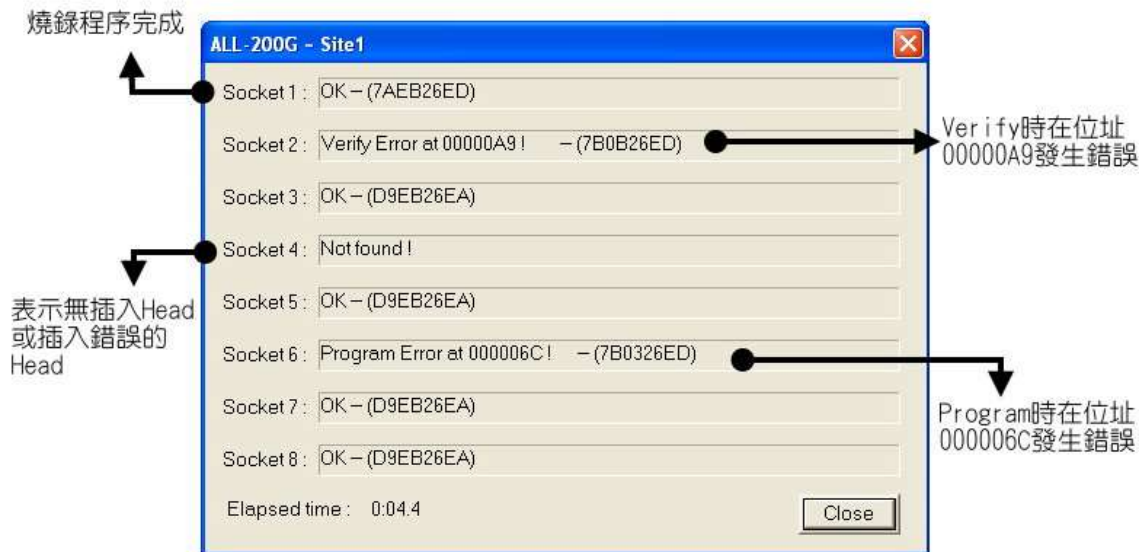 燒錄程序完成
ALL-200G - Site1
Socket 1 : OK – (7AEB26ED)
Socket 2 : Verify Error at 00000A9 ! – (7B0B26ED)
Verify時在位址
00000A9發生錯誤
Socket 3 : OK – (D9EB26EA)
Socket 4 : Not found !
表示無插入Head
或插入錯誤的
Head
Socket 5 : OK – (D9EB26EA)
Socket 6 : Program Error at 000006C ! – (7B0326ED)
Program時在位址
000006C發生錯誤
Socket 7 : OK – (D9EB26EA)
Socket 8 : OK – (D9EB26EA)
Elapsed time : 0:04.4
Close